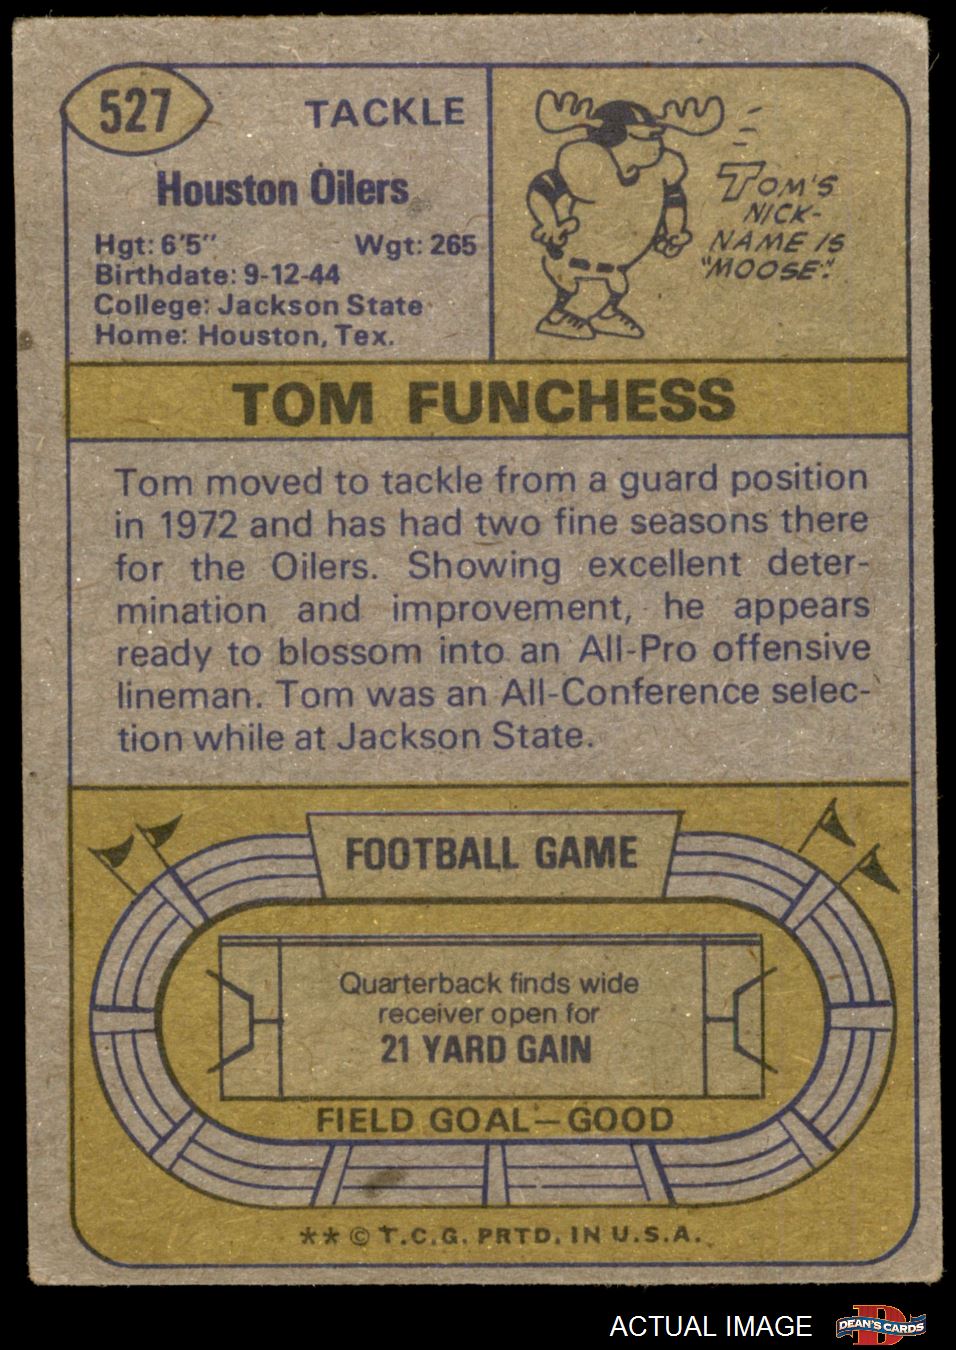 527
TACKLE
Houston Oilers
Hgt: 6'5" Wgt: 265
Birthdate: 9-12-44
College: Jackson State
Home: Houston, Tex.
TOM'S
NICK-
NAME IS
"MOOSE".
TOM FUNCHESS
Tom moved to tackle from a guard position
in 1972 and has had two fine seasons there
for the Oilers. Showing excellent deter-
mination and improvement, he appears
ready to blossom into an All-Pro offensive
lineman. Tom was an All-Conference selec-
tion while at Jackson State.
FOOTBALL GAME
Quarterback finds wide
receiver open for
21 YARD GAIN
FIELD GOAL—GOOD
** © T.C.G. PRTD. IN U.S.A.
ACTUAL IMAGE
D
DEAN'S CARDS